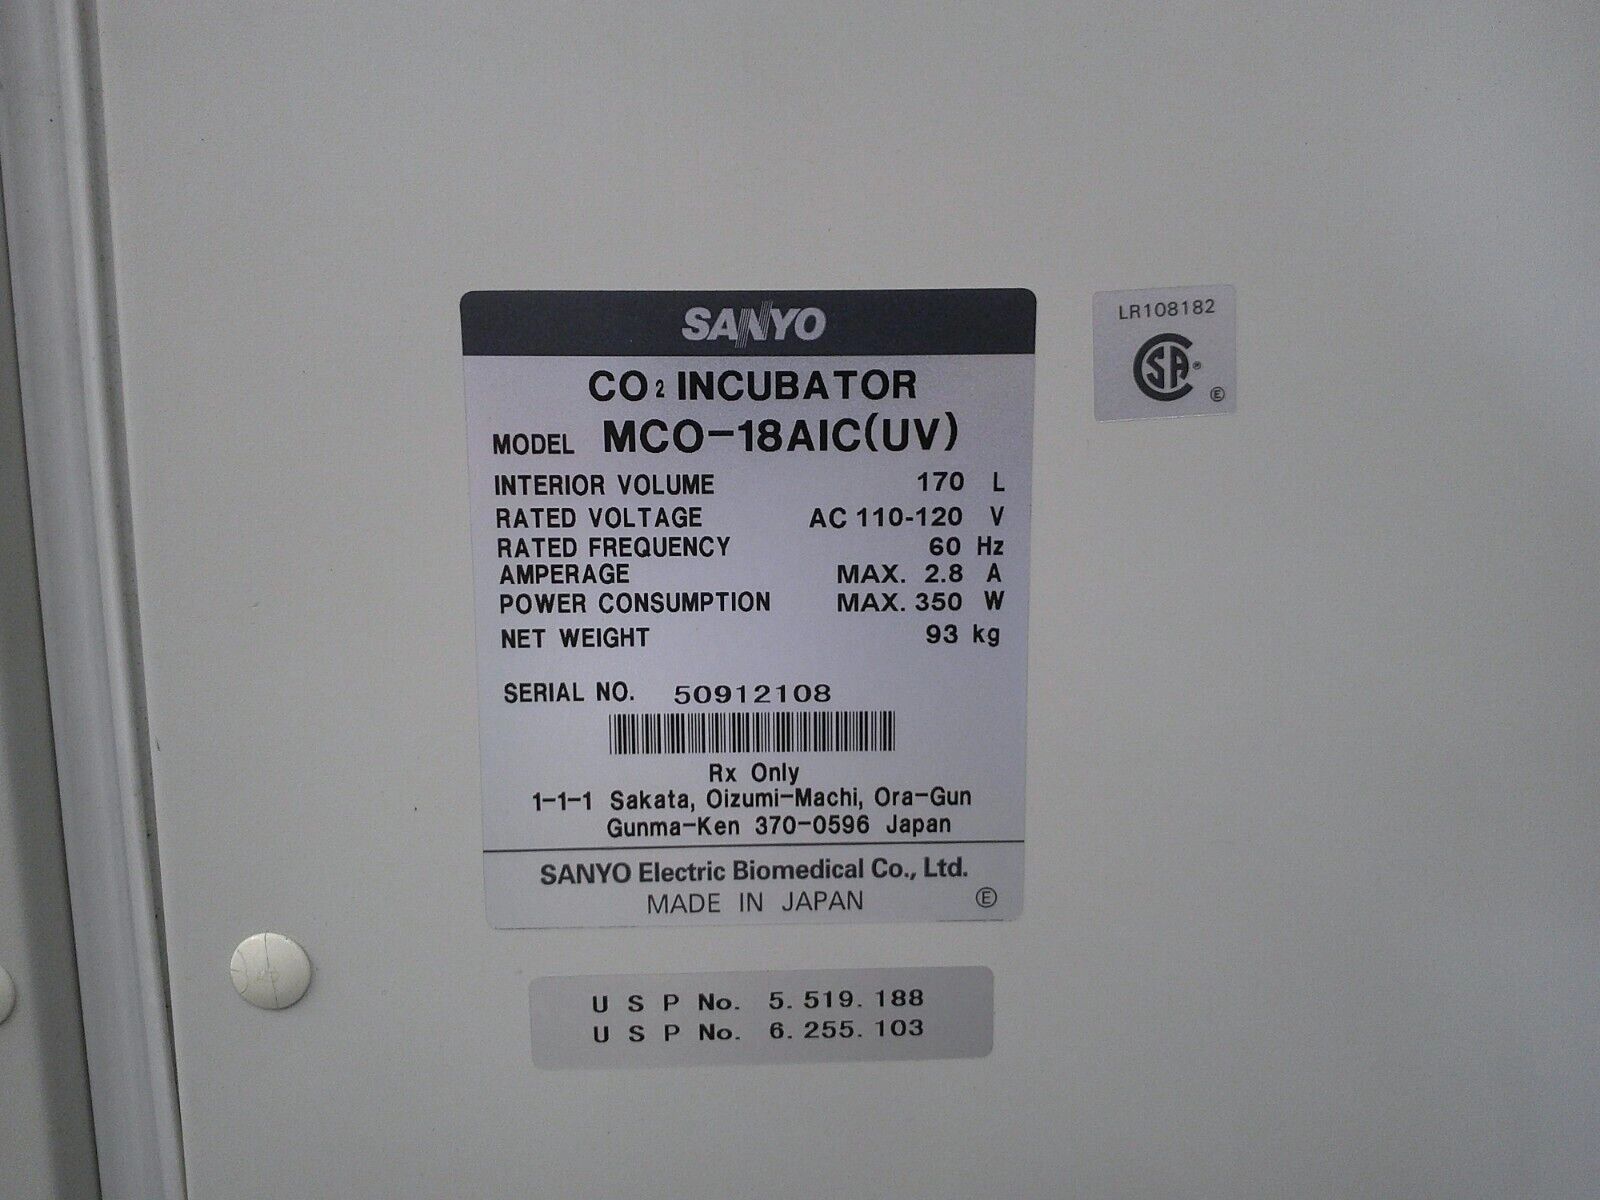 SANYO
CO2 INCUBATOR
MODEL MCO-18AIC(UV)
INTERIOR VOLUME 170 L
RATED VOLTAGE AC 110-120 V
RATED FREQUENCY 60 Hz
AMPERAGE MAX. 2.8 A
POWER CONSUMPTION MAX. 350 W
NET WEIGHT 93 kg
SERIAL NO. 50912108
Rx Only
1-1-1 Sakata, Oizumi-Machi, Ora-Gun
Gunma-Ken 370-0596 Japan
SANYO Electric Biomedical Co., Ltd.
MADE IN JAPAN Ⓔ
LR108182
CSA®
Ⓔ
U S P No. 5. 519. 188
U S P No. 6. 255. 103